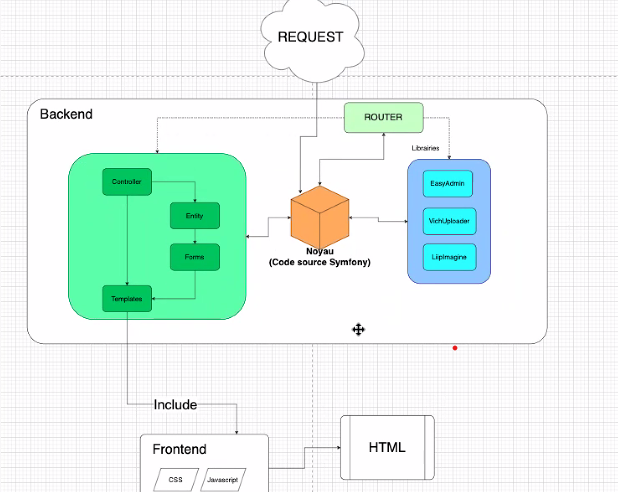 REQUEST
Backend
ROUTER
Librairies
Controller
Entity
Forms
Templates
Noyau
(Code source Symfony)
EasyAdmin
VichUploader
LiipImagine
Include
Frontend
CSS
Javascript
HTML